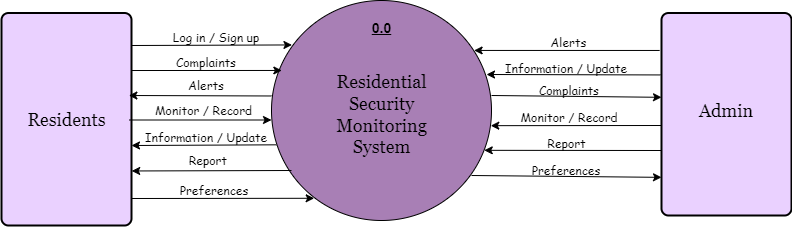 0.0
Residential
Security
Monitoring
System
Residents
Log in / Sign up
Complaints
Alerts
Monitor / Record
Information / Update
Report
Preferences
Alerts
Information / Update
Complaints
Monitor / Record
Report
Preferences
Admin